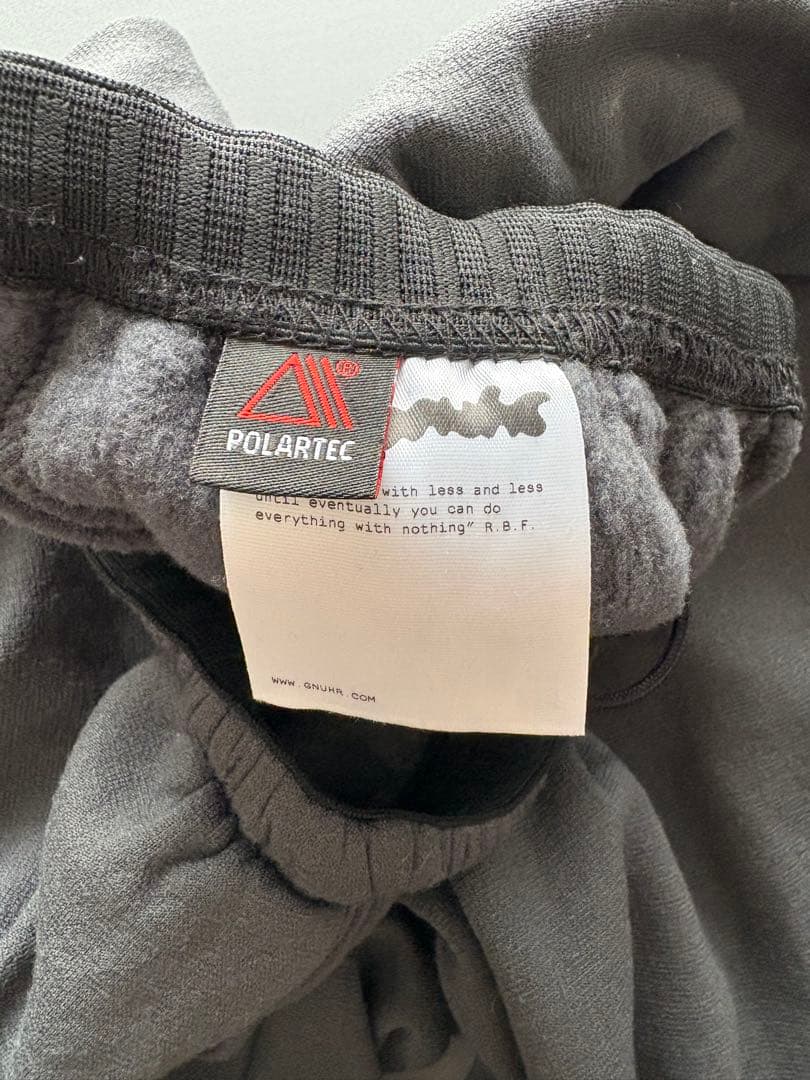 ®
POLARTEC
with less and less
until eventually you can do
everything with nothing” R.B.F.
WWW.GNUHR.COM